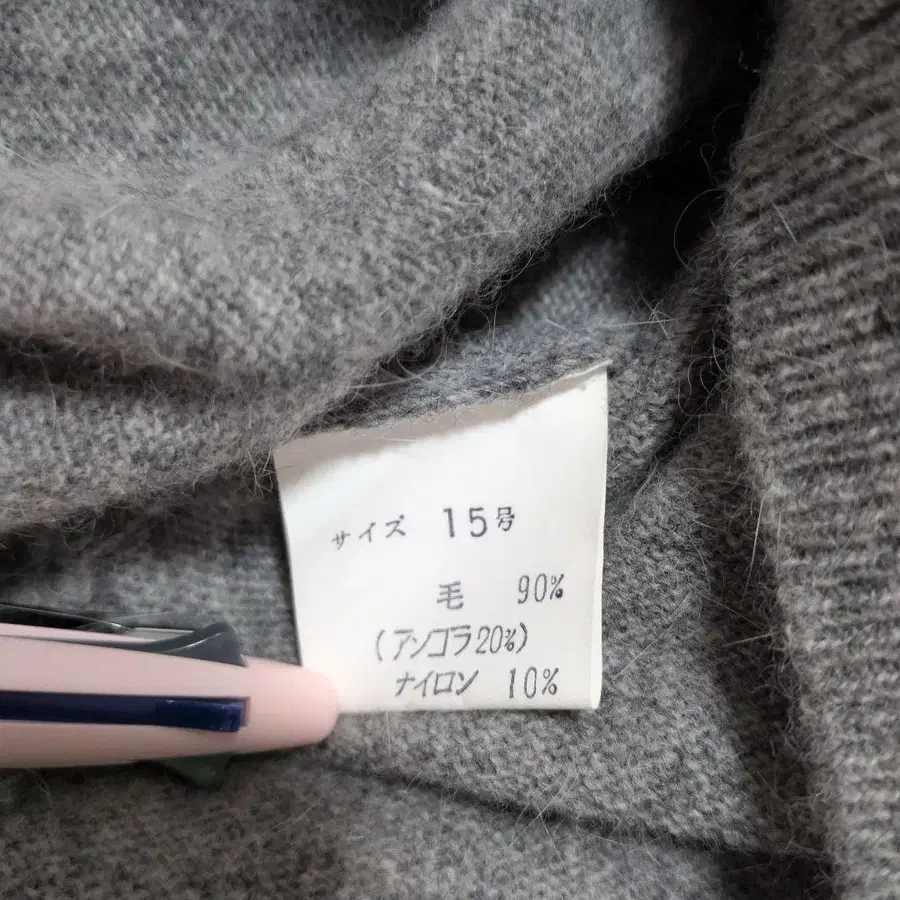 サイズ 15号
毛 90%
(アンゴラ20%)
ナイロン 10%